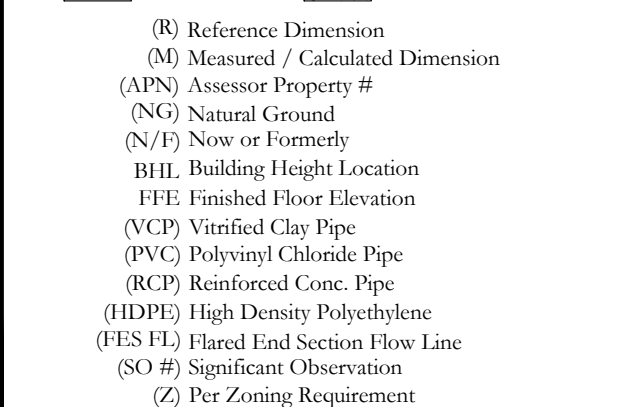 (R) Reference Dimension
(M) Measured / Calculated Dimension
(APN) Assessor Property #
(NG) Natural Ground
(N/F) Now or Formerly
BHL Building Height Location
FFE Finished Floor Elevation
(VCP) Vitrified Clay Pipe
(PVC) Polyvinyl Chloride Pipe
(RCP) Reinforced Conc. Pipe
(HDPE) High Density Polyethylene
(FES FL) Flared End Section Flow Line
(SO #) Significant Observation
(Z) Per Zoning Requirement